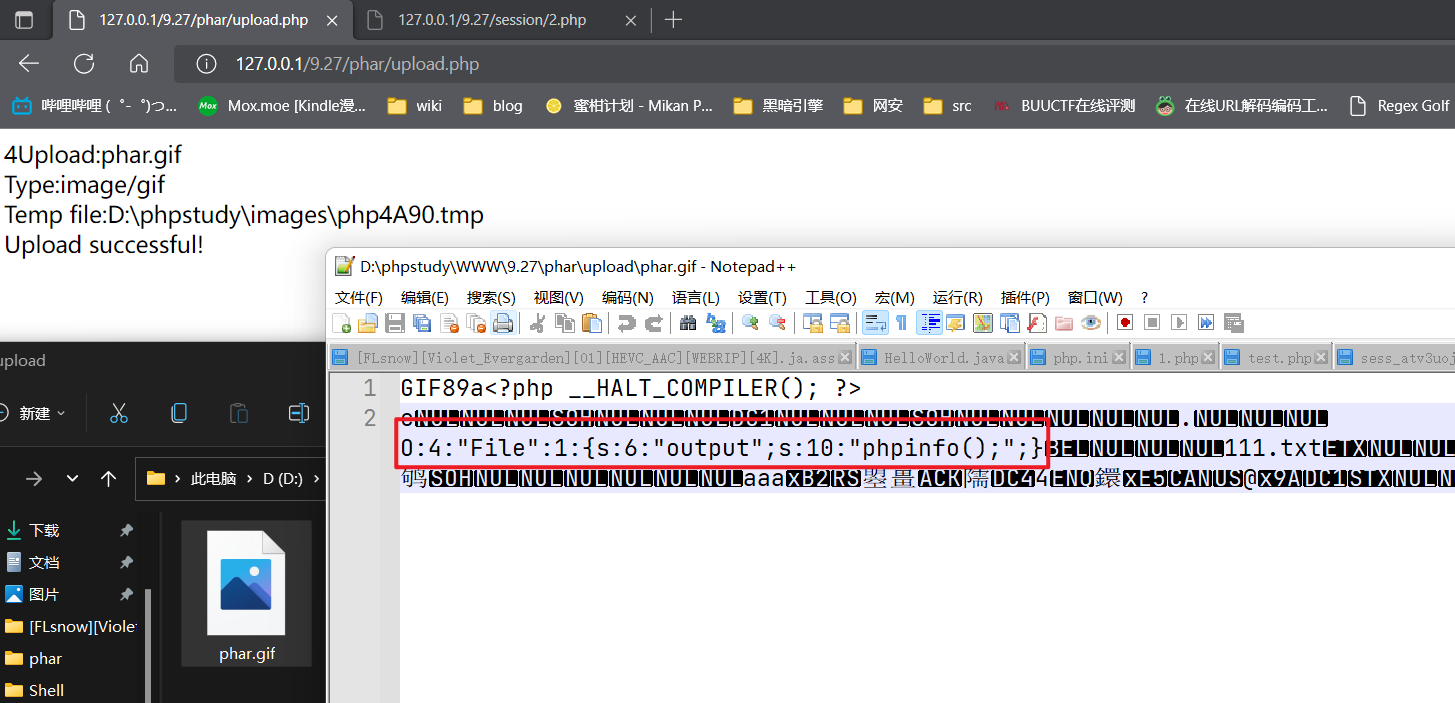 127.0.0.1/9.27/phar/upload.php
127.0.0.1/9.27/session/2.php
127.0.0.1/9.27/phar/upload.php
哔哩哔哩 (゜-゜)つ...
Mox.moe [Kindle漫...
wiki
blog
蜜柑计划 - Mikan P...
黑暗引擎
网安
src
BUUCTF在线评测
在线URL解码编码工...
Regex Golf
4Upload:phar.gif
Type:image/gif
Temp file:D:\phpstudy\images\php4A90.tmp
Upload successful!
D:\phpstudy\WWW\9.27\phar\upload\phar.gif - Notepad++
文件(F) 编辑(E) 搜索(S) 视图(V) 编码(N) 语言(L) 设置(T) 工具(O) 宏(M) 运行(R) 插件(P) 窗口(W) ?
[FLsnow][Violet_Evergarden][01][HEVC_AAC][WEBRIP][4K].ja.ass
HelloWorld.java
php.ini
1.php
test.php
sess_atv3uoj
1 GIF89a<?php __HALT_COMPILER(); ?>
2
NULNULNULSOHNULNULNULNULDC1NULNULNULSOHNULNULNULNULNUL.NULNULNUL
O:4:"File":1:{s:6:"output";s:10:"phpinfo();";}BELNULNULNUL111.txtETXNULNUL
SOHNULNULNULNULNULNULNULaaaxB2RS曌畺ACK隭DC44ENQ鐶xE5CANUS@x9ADC1STXNULN
upload
新建
此电脑 › D (D:) ›
下载
文档
图片
[FLsnow][Viole
phar
Shell
phar.gif